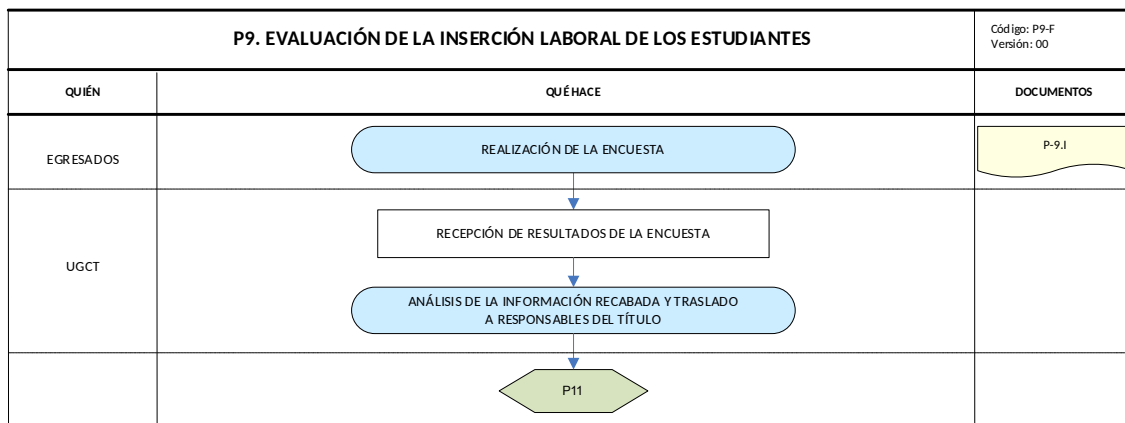 P9. EVALUACIÓN DE LA INSERCIÓN LABORAL DE LOS ESTUDIANTES
Código: P9-F
Versión: 00
QUIÉN
QUÉ HACE
DOCUMENTOS
EGRESADOS
REALIZACIÓN DE LA ENCUESTA
P-9.I
UGCT
RECEPCIÓN DE RESULTADOS DE LA ENCUESTA
ANÁLISIS DE LA INFORMACIÓN RECABADA Y TRASLADO
A RESPONSABLES DEL TÍTULO
P11